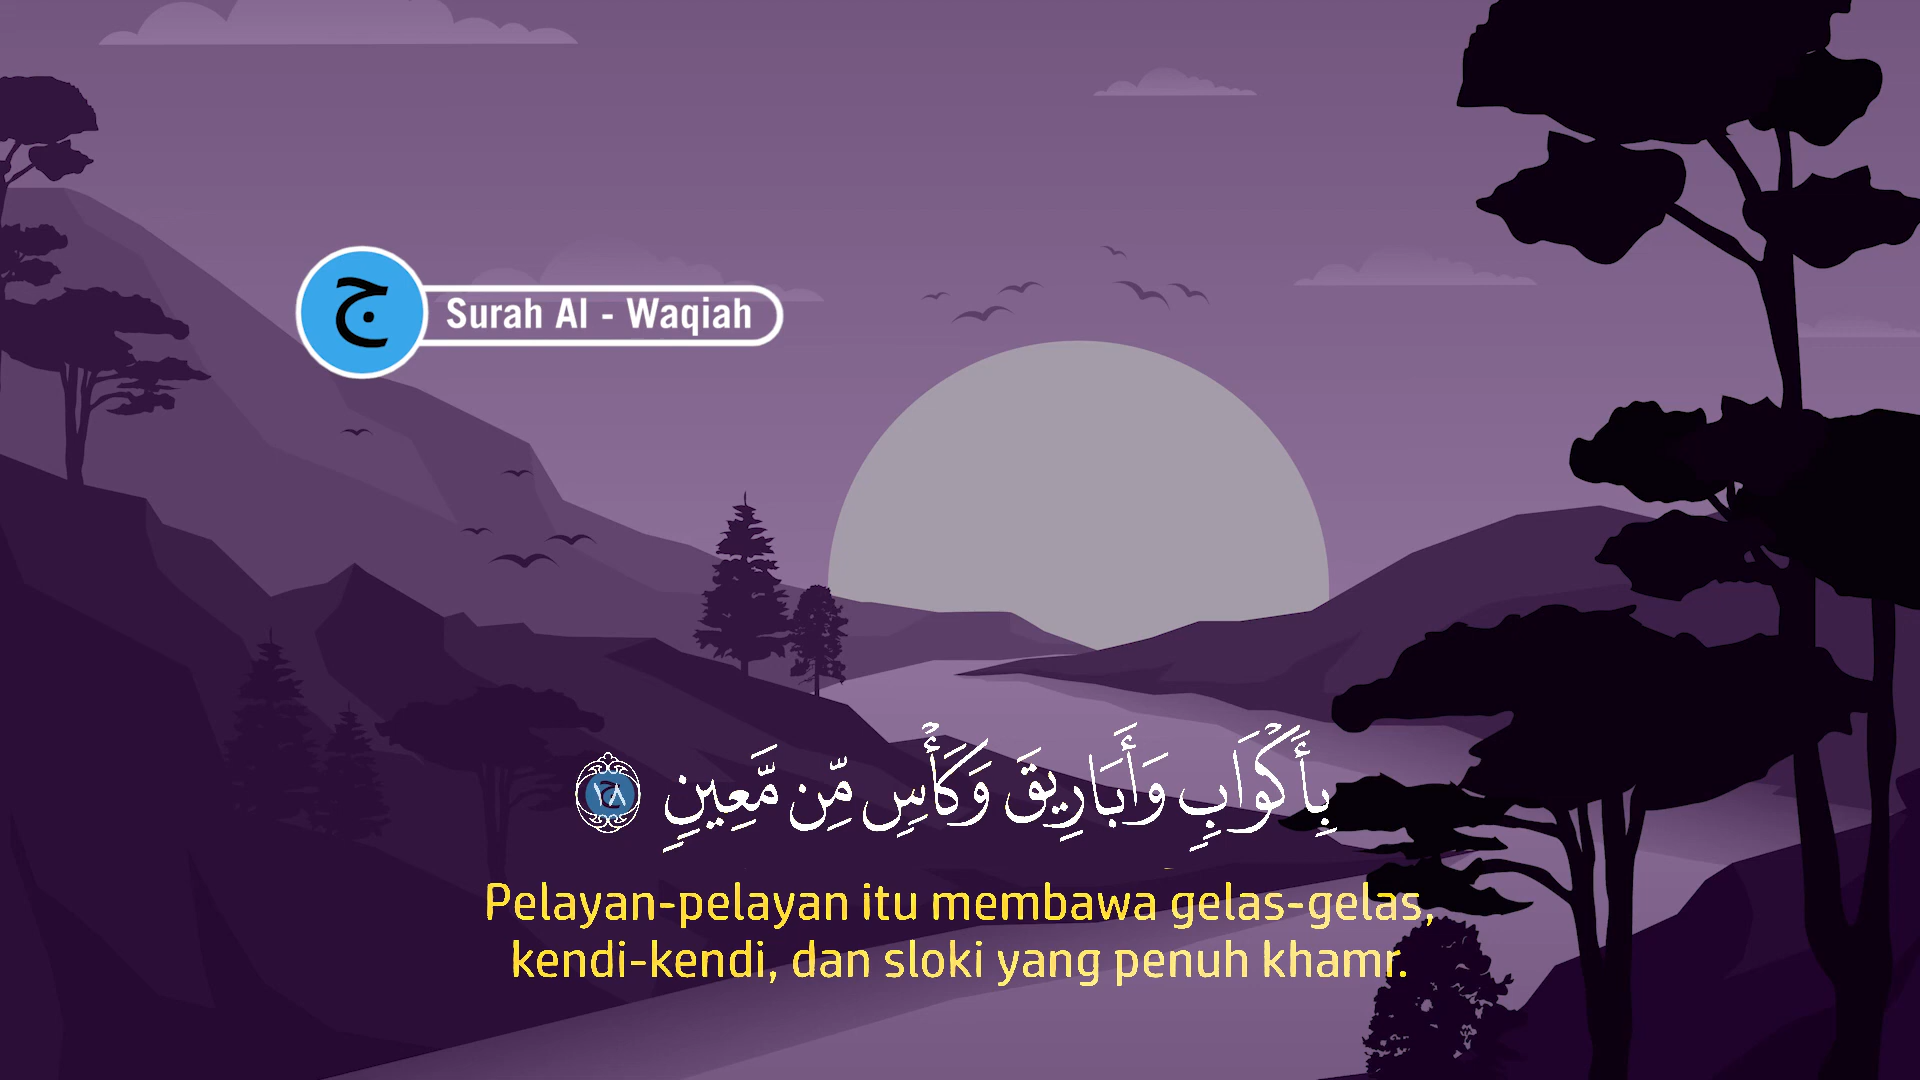 ج
Surah Al - Waqiah
بِأَكْوَابٍ وَأَبَارِيقَ وَكَأْسٍ مِّن مَّعِينٍ ١٨
Pelayan-pelayan itu membawa gelas-gelas,
kendi-kendi, dan sloki yang penuh khamr.